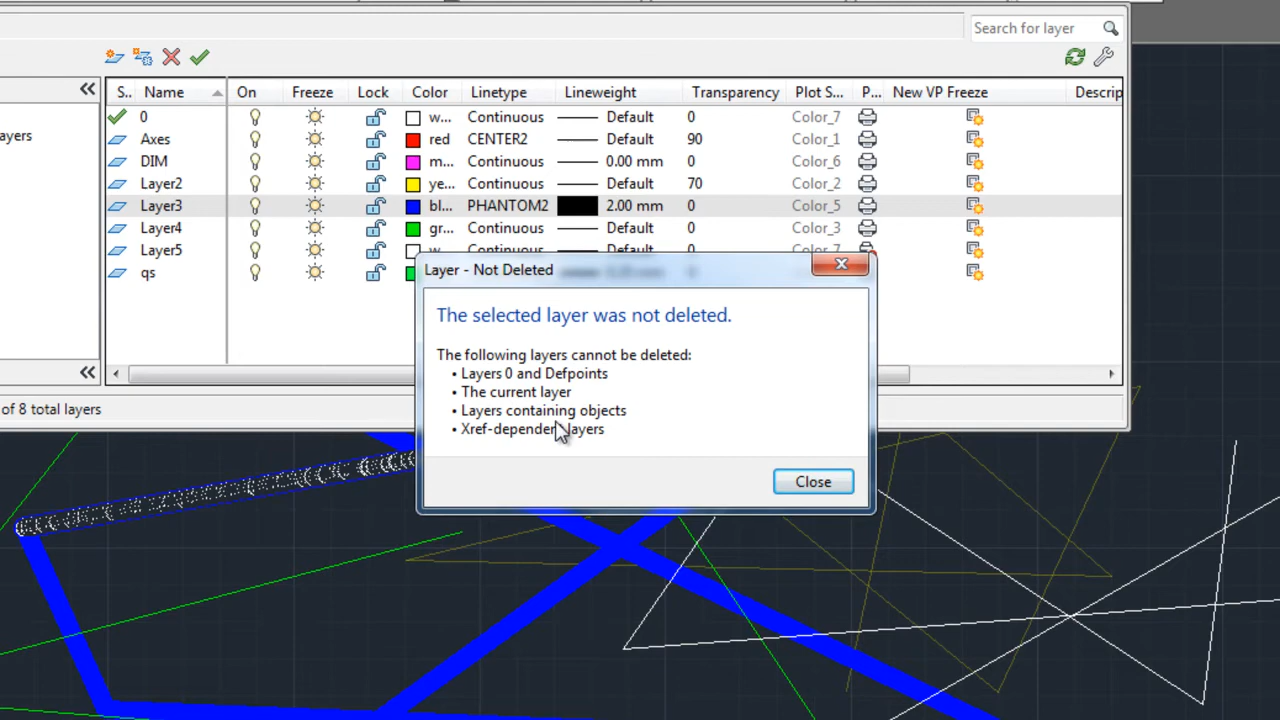 Search for layer
S.. Name On Freeze Lock Color Linetype Lineweight Transparency Plot S... P... New VP Freeze Descrip
0 w... Continuous Default 0 Color_7
ayers
Axes red CENTER2 Default 90 Color_1
DIM m... Continuous 0.00 mm 0 Color_6
Layer2 ye... Continuous Default 70 Color_2
Layer3 bl... PHANTOM2 2.00 mm 0 Color_5
Layer4 gr... Continuous Default 0 Color_3
Layer5 w... Continuous Default 0 Color_7
qs
Layer - Not Deleted
The selected layer was not deleted.
The following layers cannot be deleted:
• Layers 0 and Defpoints
• The current layer
• Layers containing objects
• Xref-dependent layers
Close
of 8 total layers